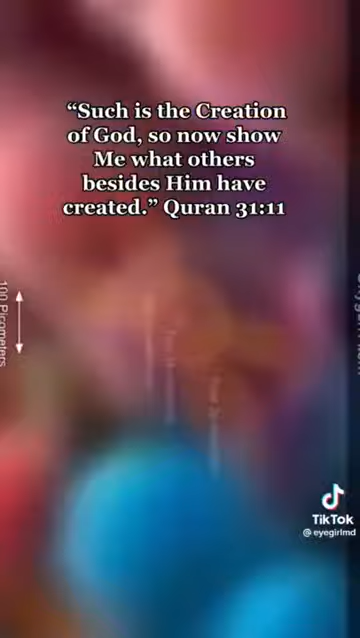 “Such is the Creation
of God, so now show
Me what others
besides Him have
created.” Quran 31:11
100 Picometers
TikTok
@eyegirlmd